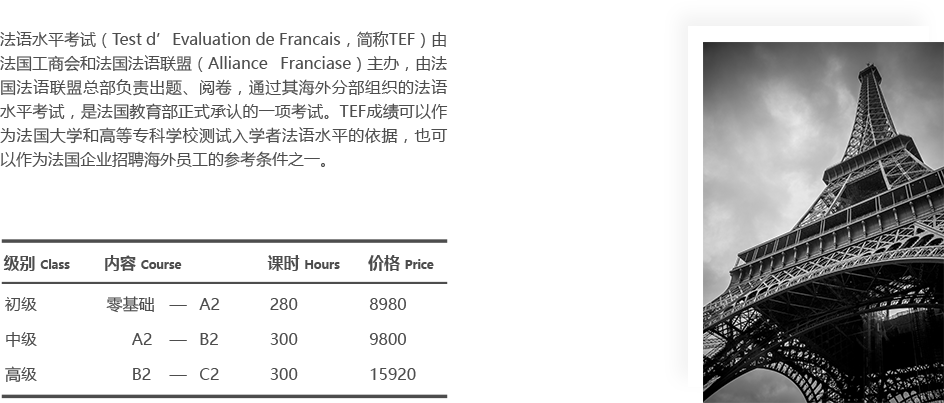 法语水平考试（Test d’Evaluation de Francais，简称TEF）由
法国工商会和法国法语联盟（Alliance Franciase）主办，由法
国法语联盟总部负责出题、阅卷，通过其海外分部组织的法语
水平考试，是法国教育部正式承认的一项考试。TEF成绩可以作
为法国大学和高等专科学校测试入学者法语水平的依据，也可
以作为法国企业招聘海外员工的参考条件之一。
级别 Class 内容 Course 课时 Hours 价格 Price
初级 零基础 — A2 280 8980
中级 A2 — B2 300 9800
高级 B2 — C2 300 15920